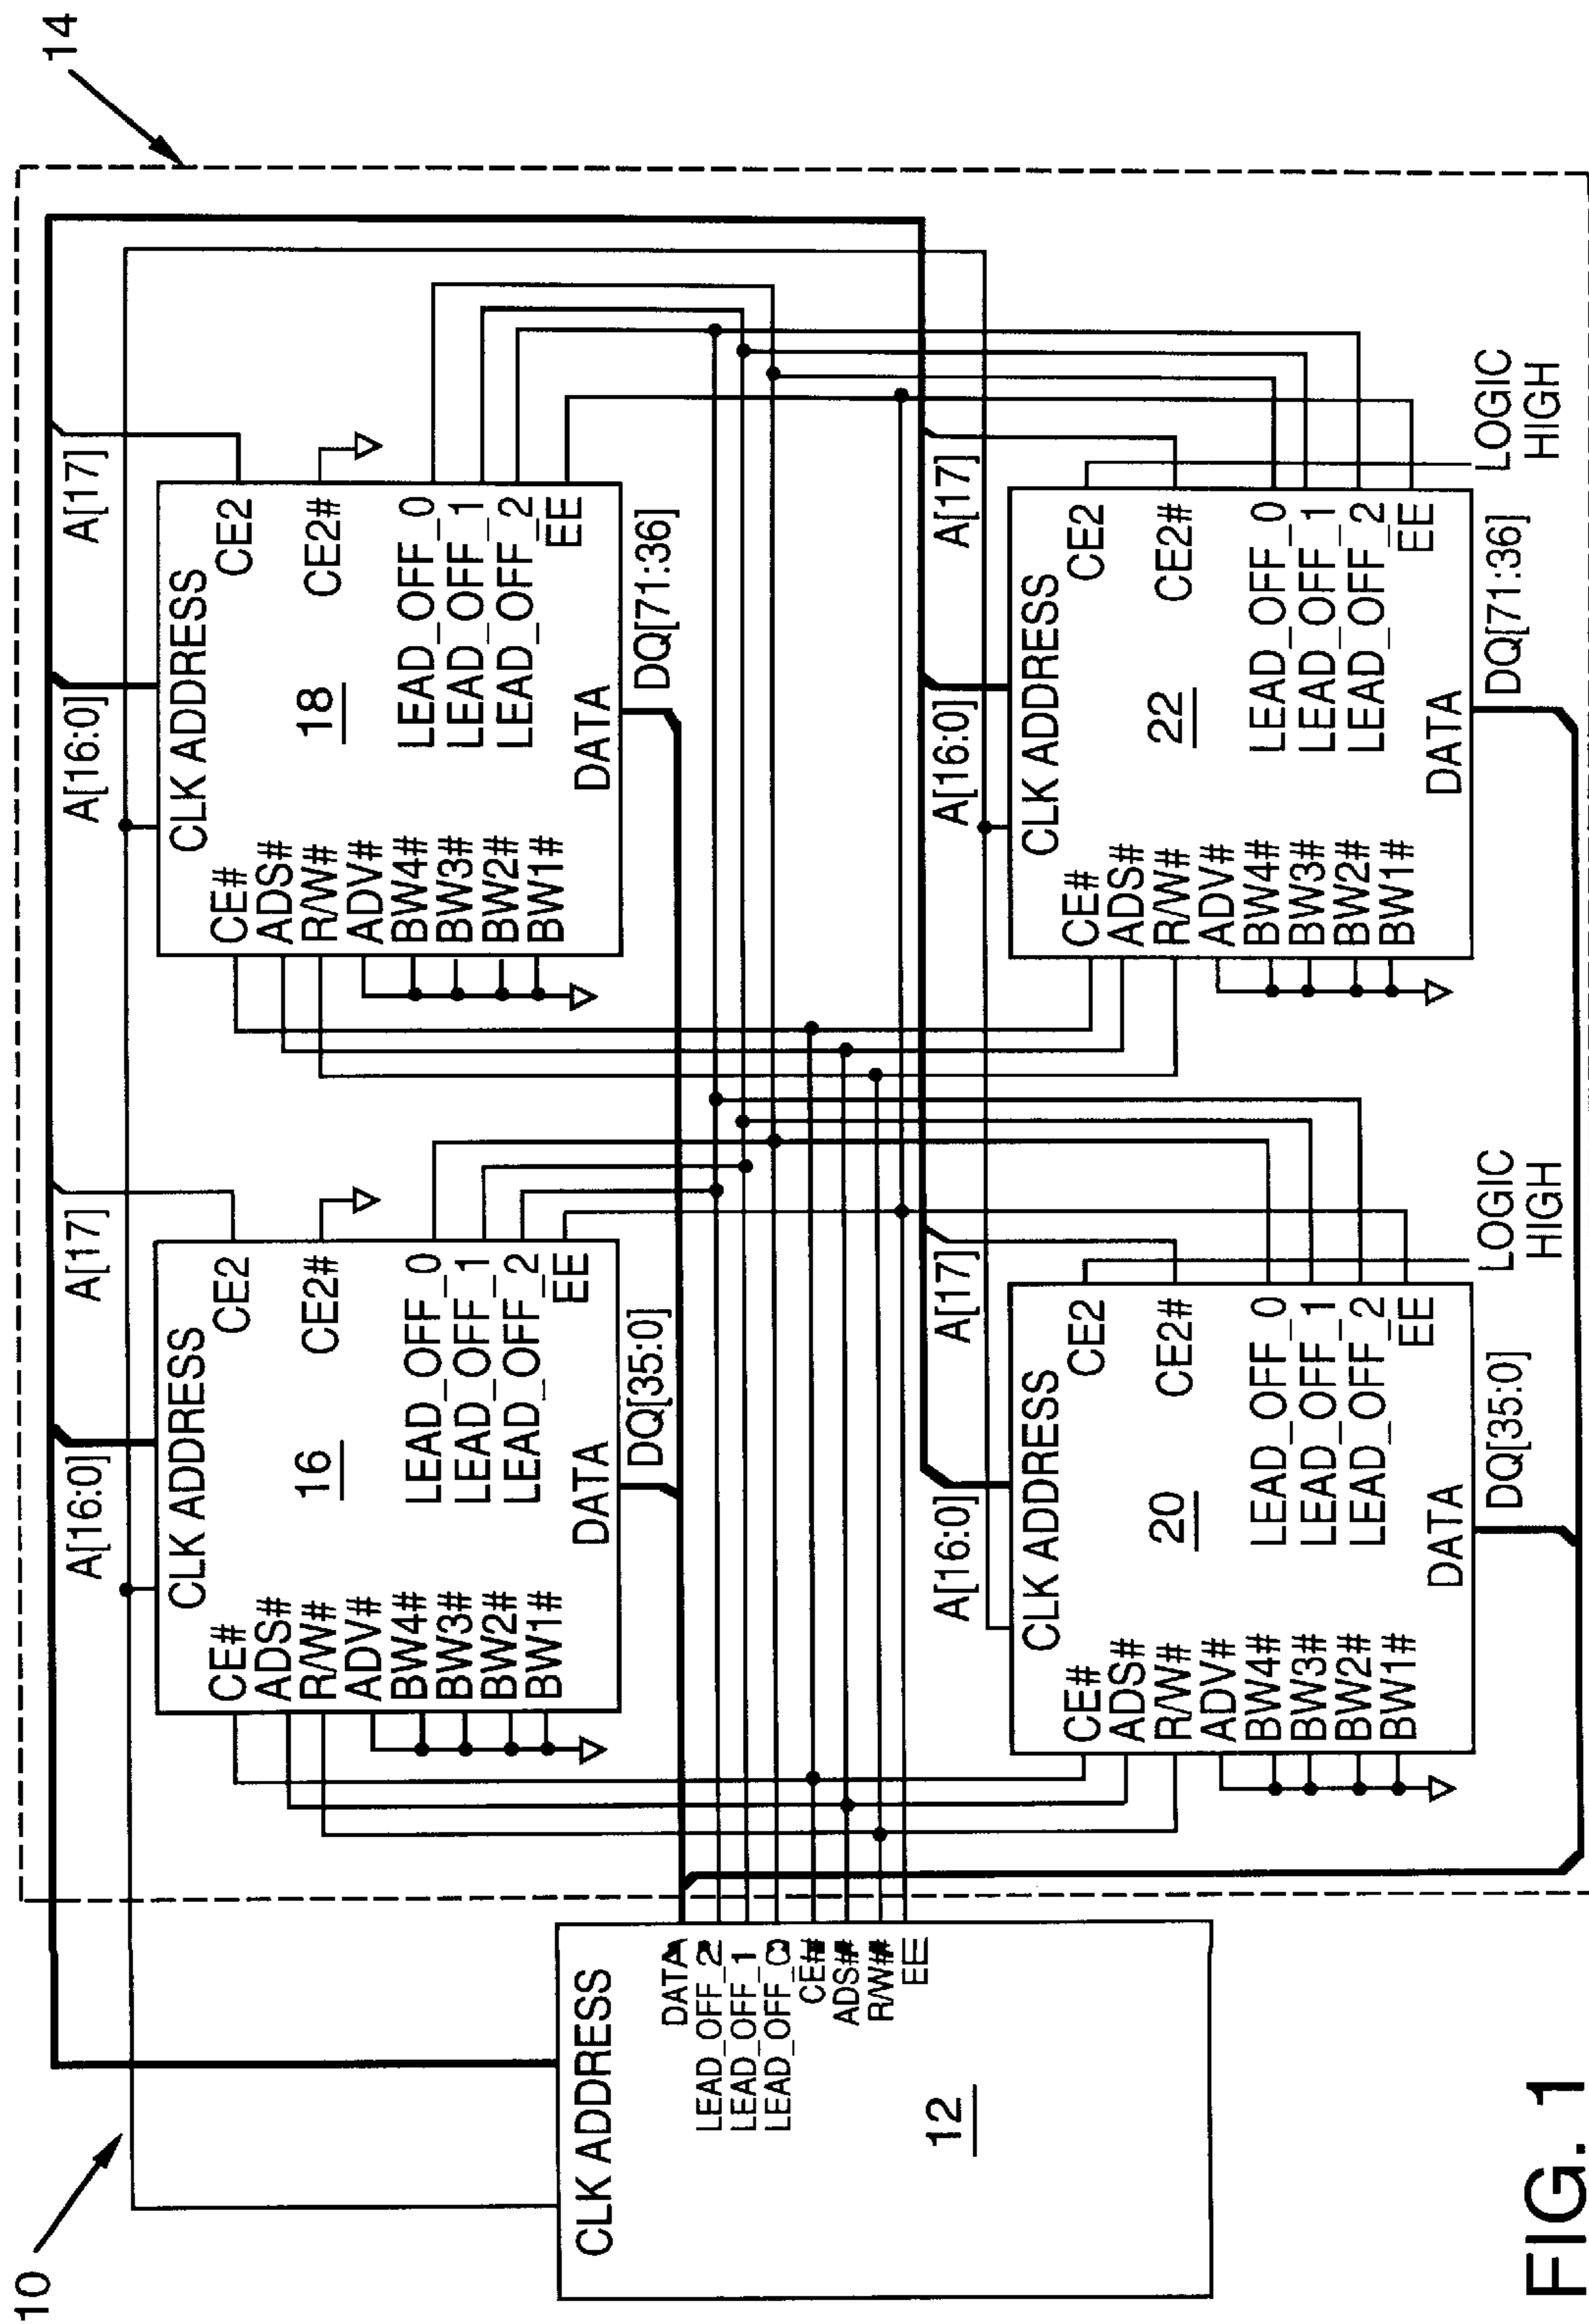 10
14
CLK ADDRESS
DATA
LEAD_OFF_2
LEAD_OFF_1
LEAD_OFF_0
CE#
ADS#
R/W#
EE
12
A[16:0]
A[17]
CLK ADDRESS
CE#
ADS#
R/W#
ADV#
BW4#
BW3#
BW2#
BW1#
16
CE2
CE2#
LEAD_OFF_0
LEAD_OFF_1
LEAD_OFF_2
EE
DATA
DQ[35:0]
A[16:0]
A[17]
CLK ADDRESS
CE#
ADS#
R/W#
ADV#
BW4#
BW3#
BW2#
BW1#
18
CE2
CE2#
LEAD_OFF_0
LEAD_OFF_1
LEAD_OFF_2
EE
DATA
DQ[71:36]
A[16:0]
A[17]
CLK ADDRESS
CE#
ADS#
R/W#
ADV#
BW4#
BW3#
BW2#
BW1#
20
CE2
CE2#
LEAD_OFF_0
LEAD_OFF_1
LEAD_OFF_2
EE
DATA
DQ[35:0]
LOGIC
HIGH
A[16:0]
A[17]
CLK ADDRESS
CE#
ADS#
R/W#
ADV#
BW4#
BW3#
BW2#
BW1#
22
CE2
CE2#
LEAD_OFF_0
LEAD_OFF_1
LEAD_OFF_2
EE
DATA
DQ[71:36]
LOGIC
HIGH
FIG. 1